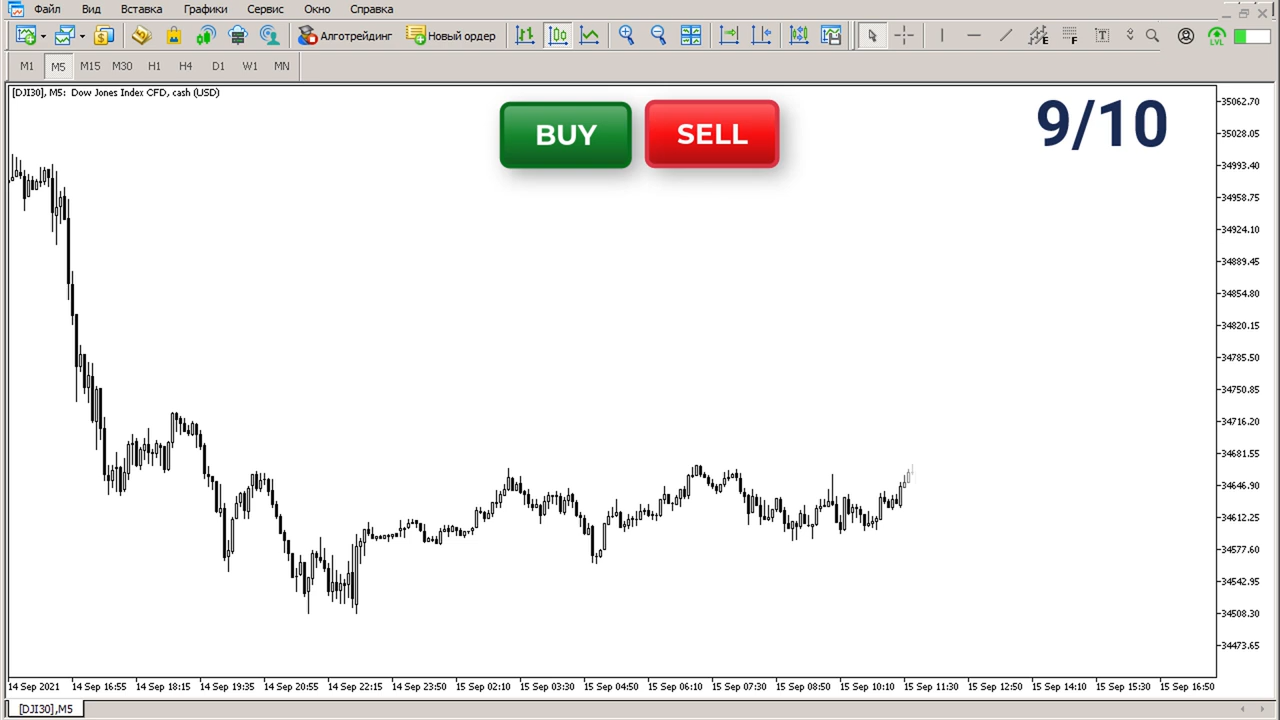 Файл Вид Вставка Графики Сервис Окно Справка
Алготрейдинг Новый ордер E F T LVL
M1 M5 M15 M30 H1 H4 D1 W1 MN
[DJI30], M5: Dow Jones Index CFD, cash (USD)
BUY SELL 9/10
35062.70
35028.05
34993.40
34958.75
34924.10
34889.45
34854.80
34820.15
34785.50
34750.85
34716.20
34681.55
34646.90
34612.25
34577.60
34542.95
34508.30
34473.65
14 Sep 2021 14 Sep 16:55 14 Sep 18:15 14 Sep 19:35 14 Sep 20:55 14 Sep 22:15 14 Sep 23:50 15 Sep 02:10 15 Sep 03:30 15 Sep 04:50 15 Sep 06:10 15 Sep 07:30 15 Sep 08:50 15 Sep 10:10 15 Sep 11:30 15 Sep 12:50 15 Sep 14:10 15 Sep 15:30 15 Sep 16:50
[DJI30],M5